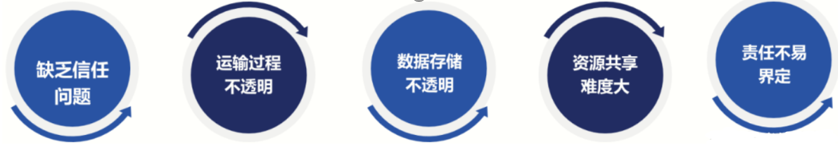 缺乏信任
问题
运输过程
不透明
数据存储
不透明
资源共享
难度大
责任不易
界定